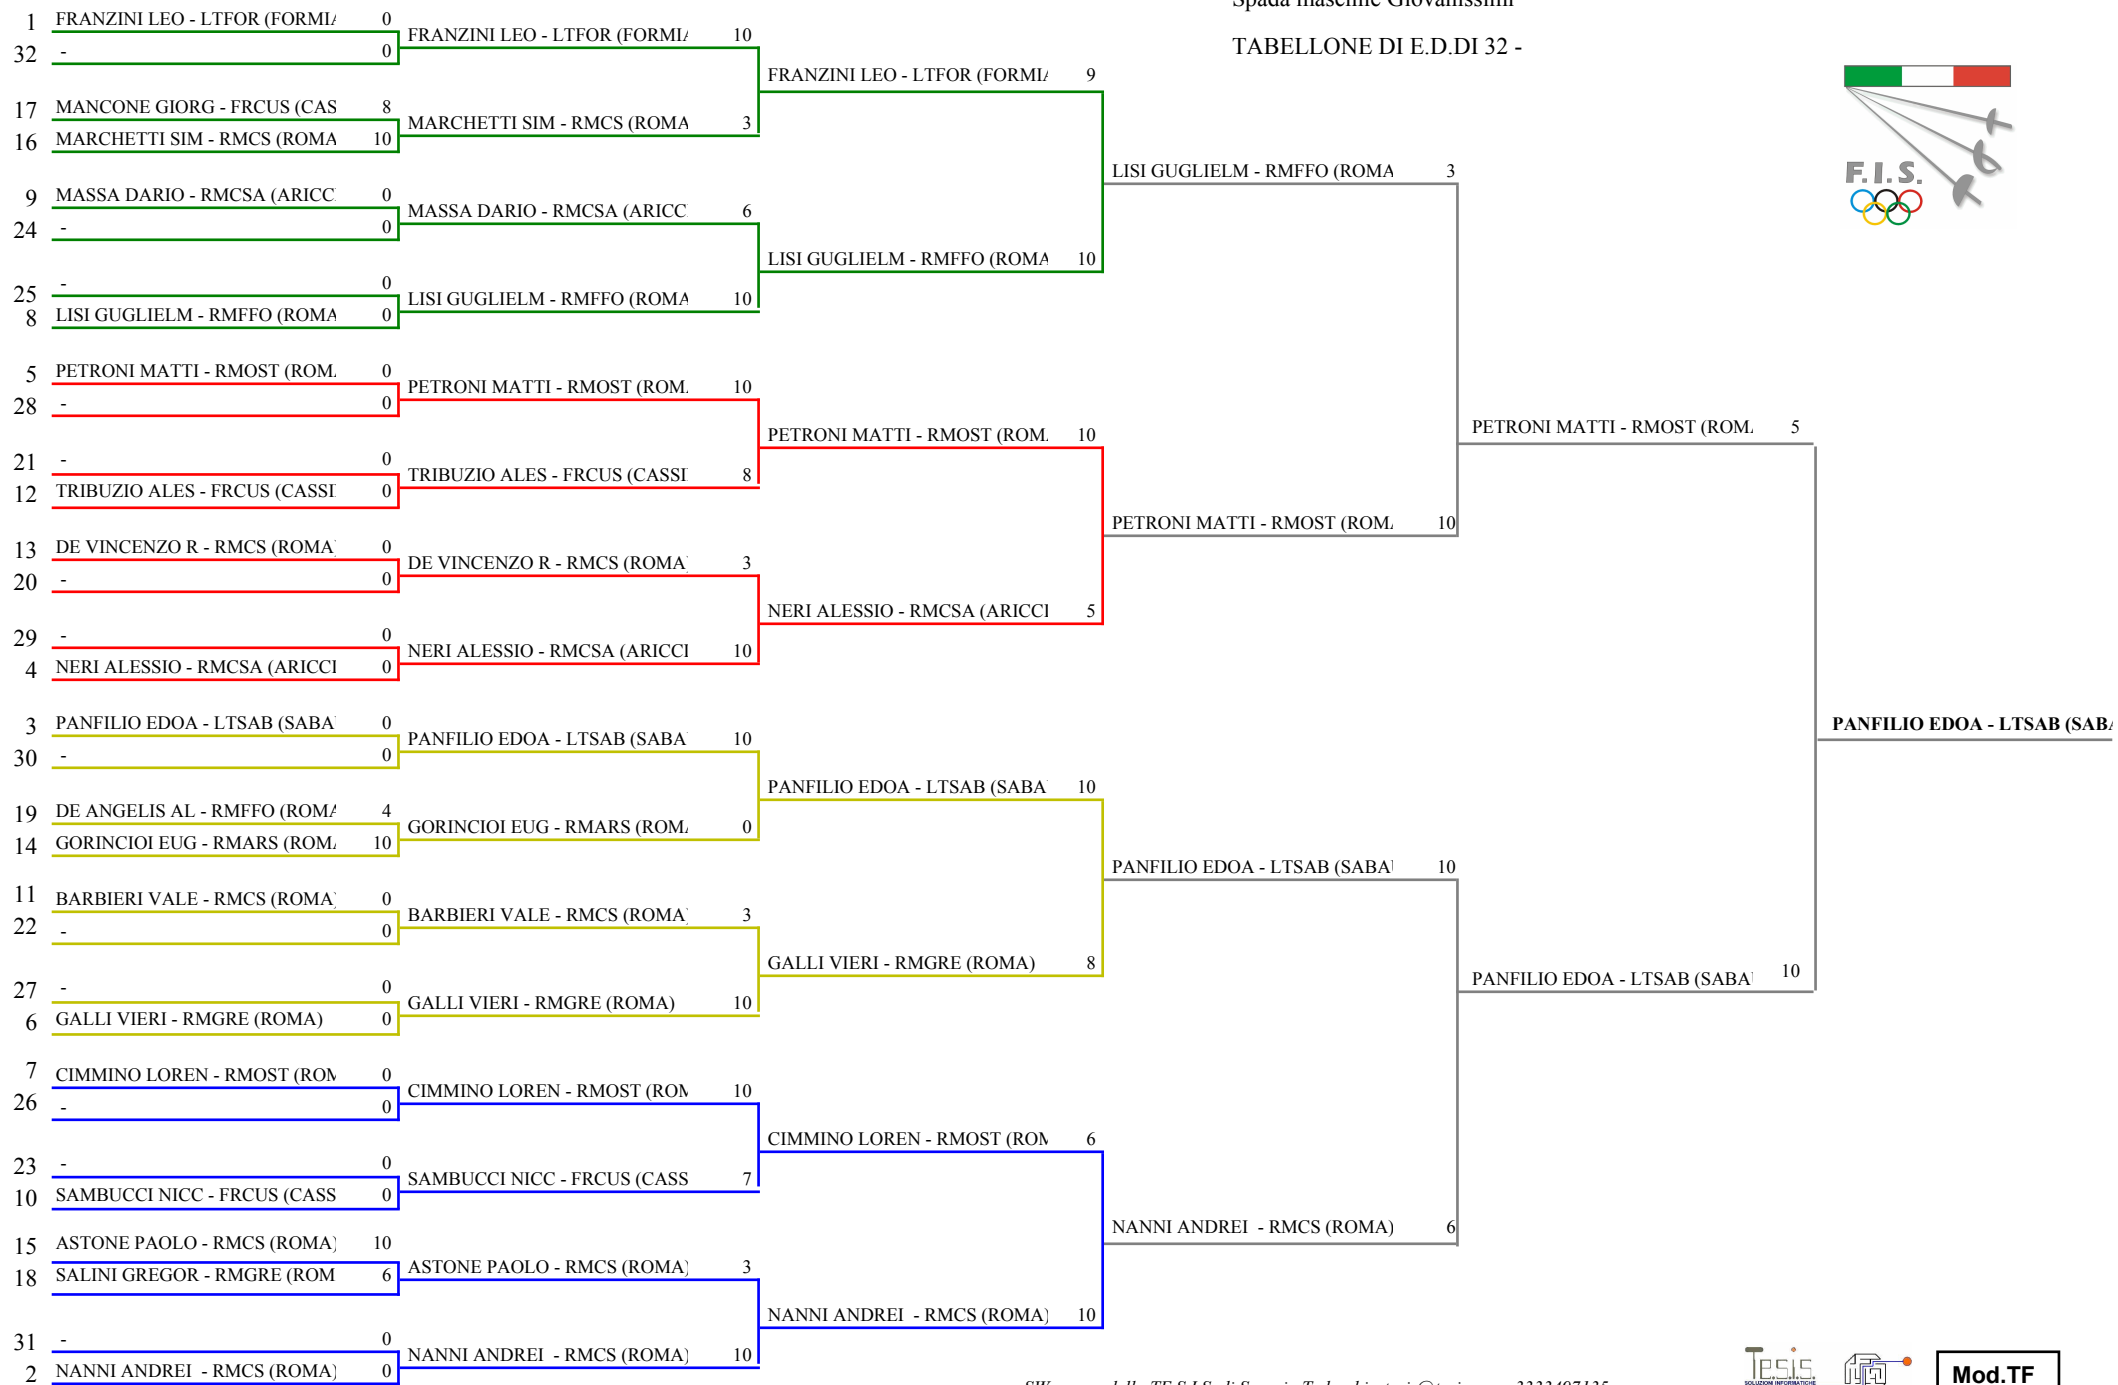 Spada maschile Giovanissimi
TABELLONE DI E.D.DI 32 -
F.I.S.
1 FRANZINI LEO - LTFOR (FORMI 0
32 - 0
17 MANCONE GIORG - FRCUS (CAS 8
16 MARCHETTI SIM - RMCS (ROMA 10
9 MASSA DARIO - RMCSA (ARICC 0
24 - 0
25 - 0
8 LISI GUGLIELM - RMFFO (ROMA 0
5 PETRONI MATTI - RMOST (ROM 0
28 - 0
21 - 0
12 TRIBUZIO ALES - FRCUS (CASSI 0
13 DE VINCENZO R - RMCS (ROMA) 0
20 - 0
29 - 0
4 NERI ALESSIO - RMCSA (ARICCI 0
3 PANFILIO EDOA - LTSAB (SABA 0
30 - 0
19 DE ANGELIS AL - RMFFO (ROMA 4
14 GORINCIOI EUG - RMARS (ROM 10
11 BARBIERI VALE - RMCS (ROMA) 0
22 - 0
27 - 0
6 GALLI VIERI - RMGRE (ROMA) 0
7 CIMMINO LOREN - RMOST (ROM 0
26 - 0
23 - 0
10 SAMBUCCI NICC - FRCUS (CASS 0
15 ASTONE PAOLO - RMCS (ROMA) 10
18 SALINI GREGOR - RMGRE (ROM 6
31 - 0
2 NANNI ANDREI - RMCS (ROMA) 0
FRANZINI LEO - LTFOR (FORMI 10
MARCHETTI SIM - RMCS (ROMA 3
MASSA DARIO - RMCSA (ARICC 6
LISI GUGLIELM - RMFFO (ROMA 10
PETRONI MATTI - RMOST (ROM 10
TRIBUZIO ALES - FRCUS (CASSI 8
DE VINCENZO R - RMCS (ROMA) 3
NERI ALESSIO - RMCSA (ARICCI 10
PANFILIO EDOA - LTSAB (SABA 10
GORINCIOI EUG - RMARS (ROM 0
BARBIERI VALE - RMCS (ROMA) 3
GALLI VIERI - RMGRE (ROMA) 10
CIMMINO LOREN - RMOST (ROM 10
SAMBUCCI NICC - FRCUS (CASS 7
ASTONE PAOLO - RMCS (ROMA) 3
NANNI ANDREI - RMCS (ROMA) 10
FRANZINI LEO - LTFOR (FORMI 9
LISI GUGLIELM - RMFFO (ROMA 10
PETRONI MATTI - RMOST (ROM 10
NERI ALESSIO - RMCSA (ARICCI 5
PANFILIO EDOA - LTSAB (SABA 10
GALLI VIERI - RMGRE (ROMA) 8
CIMMINO LOREN - RMOST (ROM 6
NANNI ANDREI - RMCS (ROMA) 10
LISI GUGLIELM - RMFFO (ROMA 3
PETRONI MATTI - RMOST (ROM 10
PANFILIO EDOA - LTSAB (SABA 10
NANNI ANDREI - RMCS (ROMA) 6
PETRONI MATTI - RMOST (ROM 5
PANFILIO EDOA - LTSAB (SABA 10
PANFILIO EDOA - LTSAB (SABA
T.e.s.i.s.
SOLUZIONI INFORMATICHE
Mod.TF